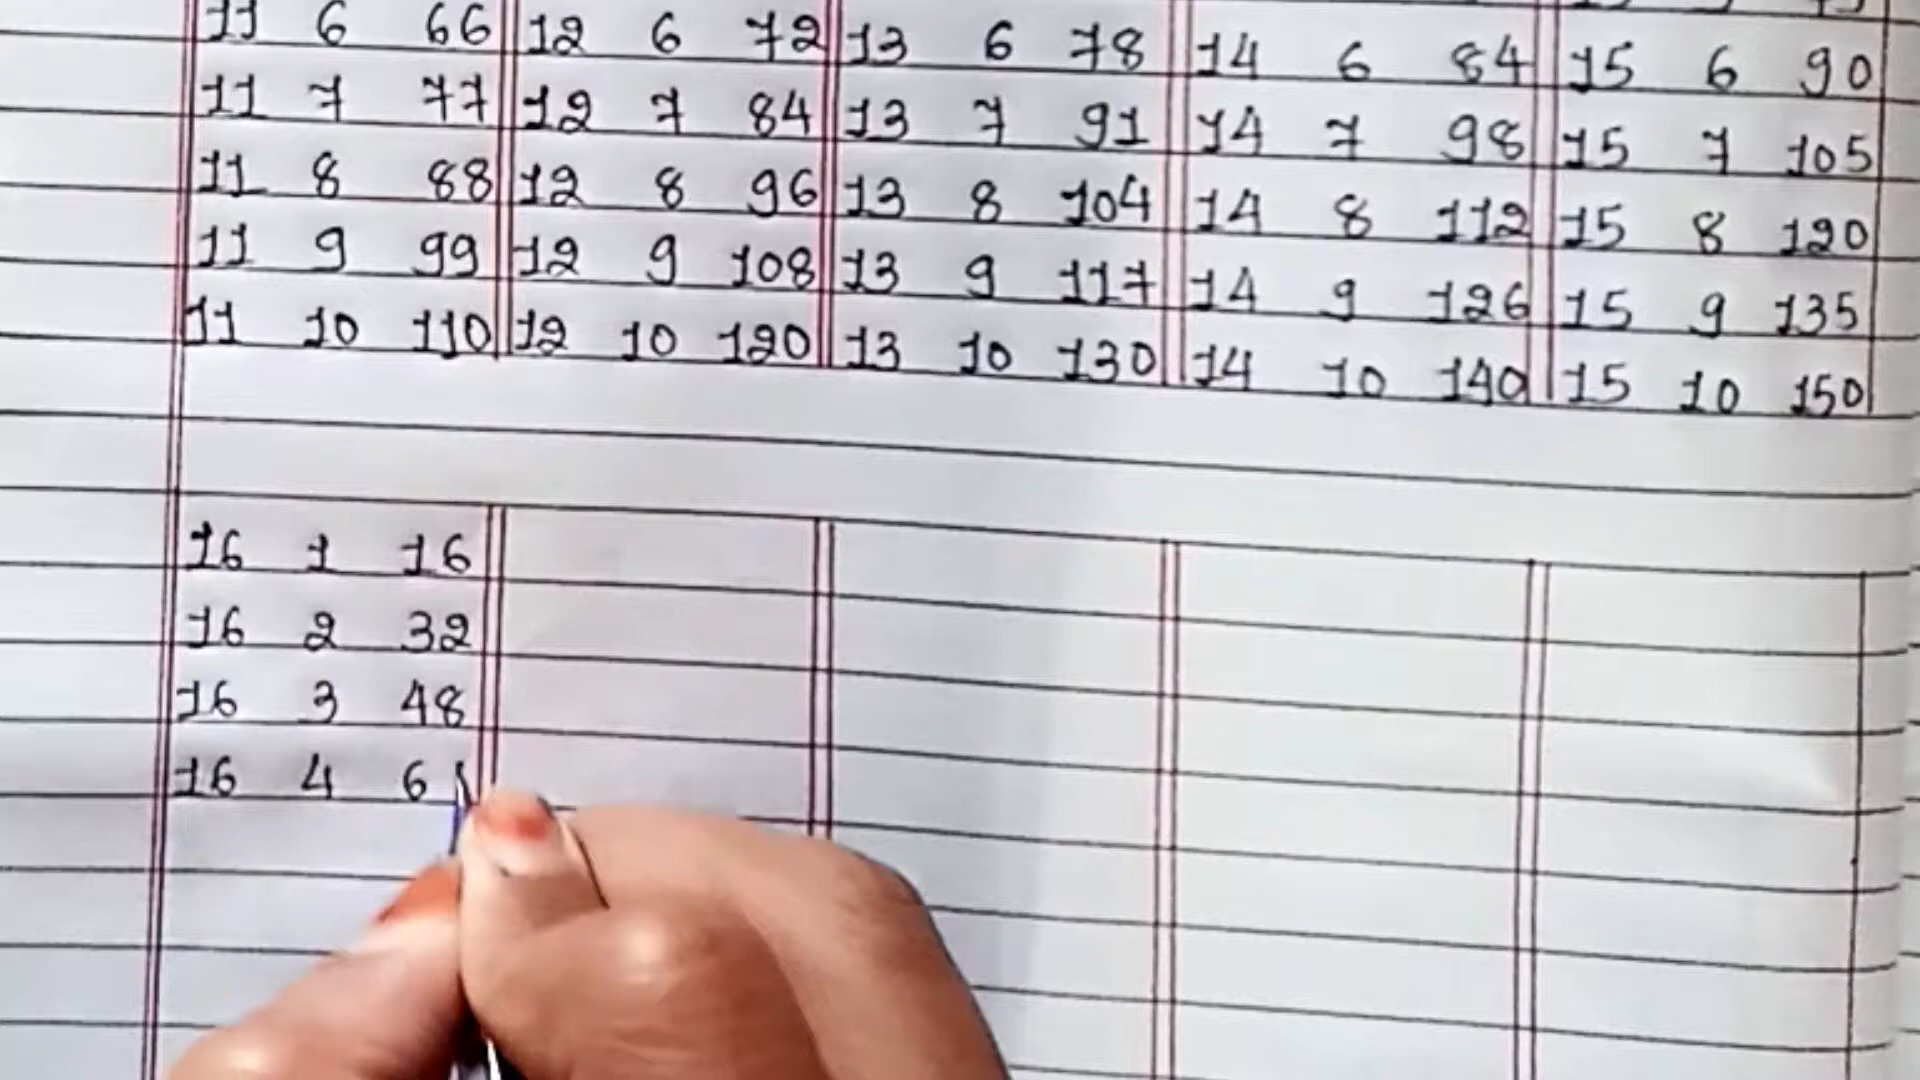 11 6 66 12 6 72 13 6 78 14 6 84 15 6 90
11 7 77 12 7 84 13 7 91 14 7 98 15 7 105
11 8 88 12 8 96 13 8 104 14 8 112 15 8 120
11 9 99 12 9 108 13 9 117 14 9 126 15 9 135
11 10 110 12 10 120 13 10 130 14 10 140 15 10 150
16 1 16
16 2 32
16 3 48
16 4 6